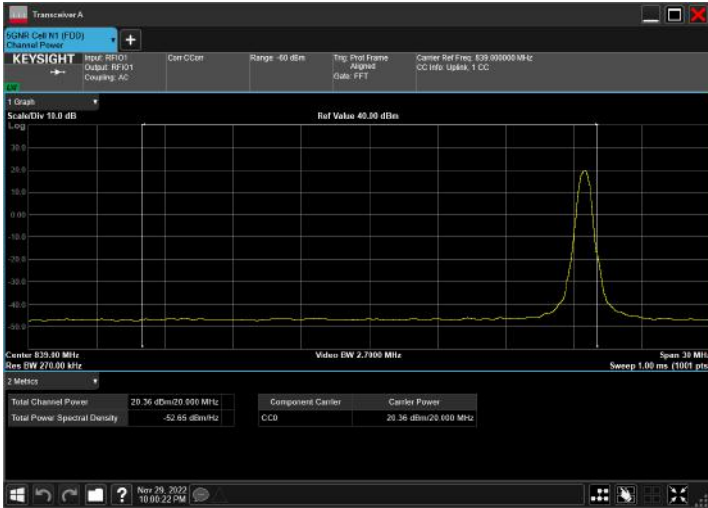 Transceiver A
5GNR Cell N1 (FDD)
Channel Power
+
KEYSIGHT
Input: RFIO1
Output: RFIO1
Coupling: AC
Corr CCorr
Range -60 dBm
Trig: Prot Frame
Aligned
Gate: FFT
Carrier Ref Freq: 839.000000 MHz
CC Info: Uplink, 1 CC
1 Graph
Scale/Div 10.0 dB
Ref Value 40.00 dBm
Log
30.0
20.0
10.0
0.00
-10.0
-20.0
-30.0
-40.0
-50.0
Center 839.00 MHz
Video BW 2.7000 MHz
Span 30 MHz
Res BW 270.00 kHz
Sweep 1.00 ms (1001 pts
2 Metrics
Total Channel Power 20.36 dBm/20.000 MHz
Total Power Spectral Density -52.65 dBm/Hz
Component Carrier Carrier Power
CC0 20.36 dBm/20.000 MHz
?
Nov 29, 2022
10:00:22 PM